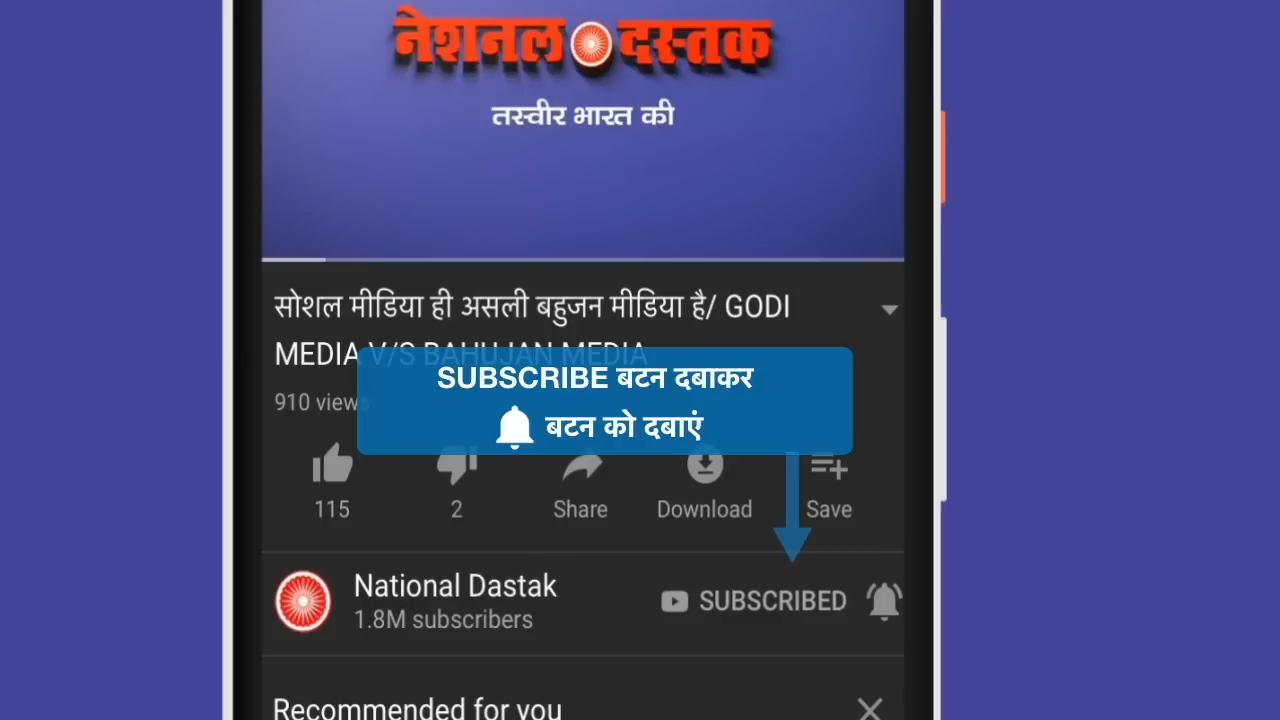 नेशनल दस्तक
तस्वीर भारत की
सोशल मीडिया ही असली बहुजन मीडिया है/ GODI
MEDIA V/S BAHUJAN MEDIA
910 views
SUBSCRIBE बटन दबाकर
बटन को दबाएं
115
2
Share
Download
Save
National Dastak
1.8M subscribers
SUBSCRIBED
Recommended for you